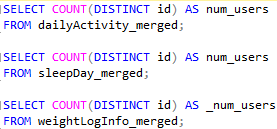 SELECT COUNT(DISTINCT id) AS num_users
FROM dailyActivity_merged;
SELECT COUNT(DISTINCT id) AS num_users
FROM sleepDay_merged;
SELECT COUNT(DISTINCT id) AS _num_users
FROM weightLogInfo_merged;